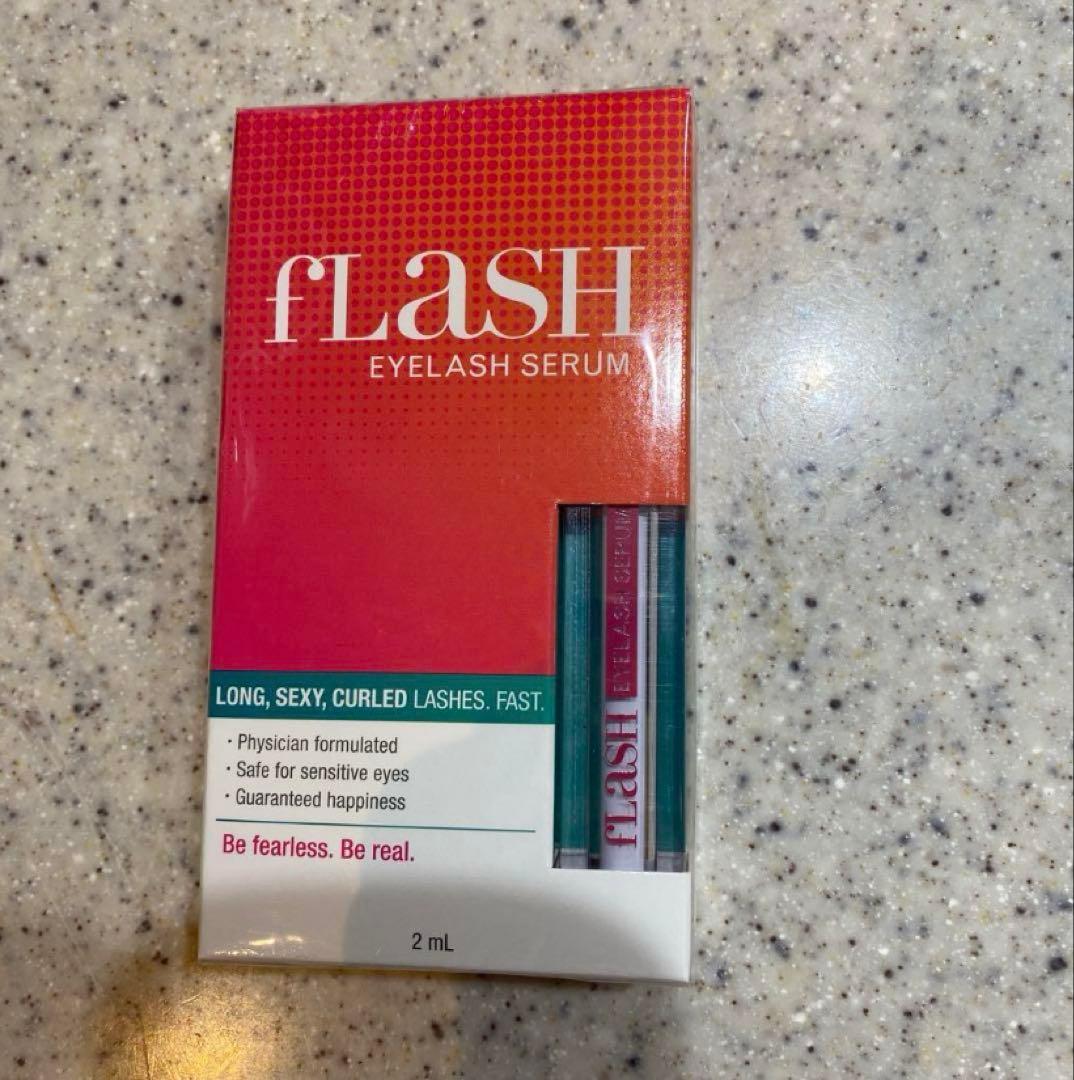 fLaSH
EYELASH SERUM
LONG, SEXY, CURLED LASHES. FAST.
· Physician formulated
· Safe for sensitive eyes
· Guaranteed happiness
Be fearless. Be real.
2 mL
fLaSH EYELASH SERUM